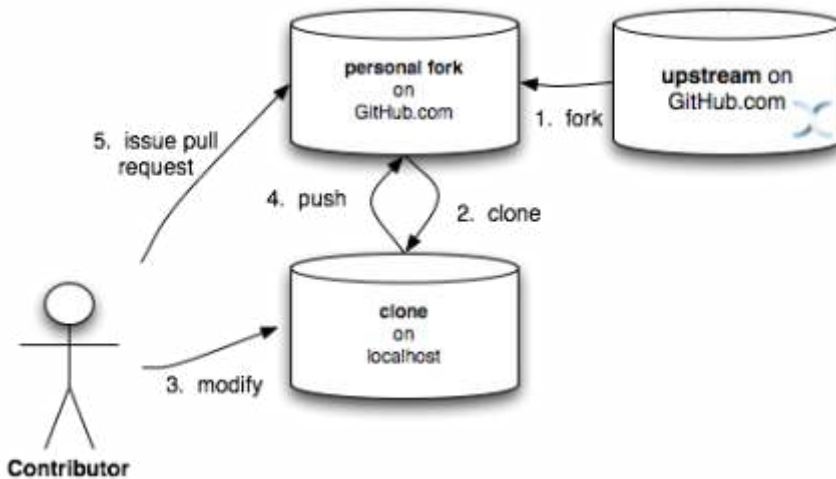 personal fork
on
GitHub.com
upstream on
GitHub.com
1. fork
5. issue pull
request
4. push
2. clone
clone
on
localhost
3. modify
Contributor